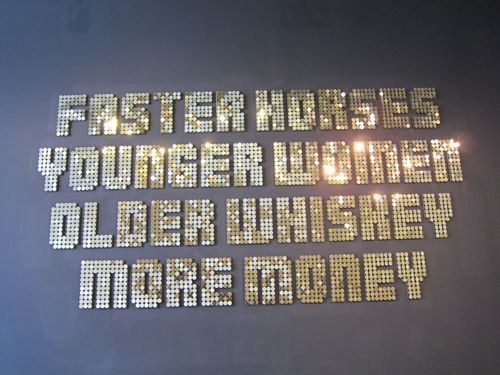 FASTER HORSES
YOUNGER WOMEN
OLDER WHISKEY
MORE MONEY